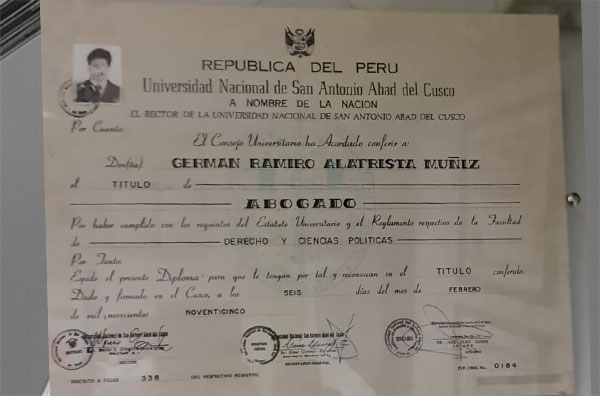 REPUBLICA DEL PERU
Universidad Nacional de San Antonio Abad del Cusco
A NOMBRE DE LA NACION
EL RECTOR DE LA UNIVERSIDAD NACIONAL DE SAN ANTONIO ABAD DEL CUSCO
Por Cuanto:
El Consejo Universitario ha Acordado conferir a:
Don(ña) GERMAN RAMIRO ALATRISTA MUÑIZ
el TITULO de
ABOGADO
Por haber cumplido con los requisitos del Estatuto Universitario y el Reglamento respectivo de la Facultad
de DERECHO Y CIENCIAS POLITICAS
Por Tanto:
Expide el presente Diploma para que le tengan por tal y reconozcan en el TITULO conferido
Dado y firmado en el Cusco, a los SEIS días del mes de FEBRERO
de mil, novecientos NOVENTICINCO
RECTOR
SECRETARIO GENERAL
DECANO
INSCRITO A FOJAS 338 DEL RESPECTIVO REGISTRO.
EXP. No. 0184